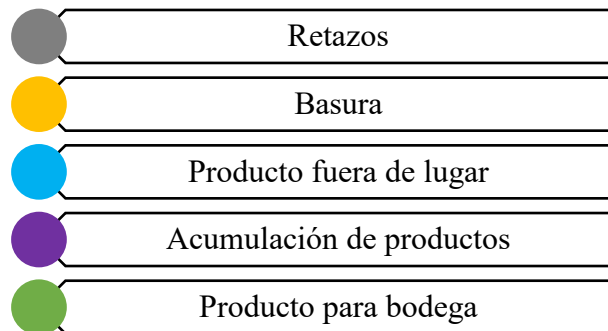 Retazos
Basura
Producto fuera de lugar
Acumulación de productos
Producto para bodega